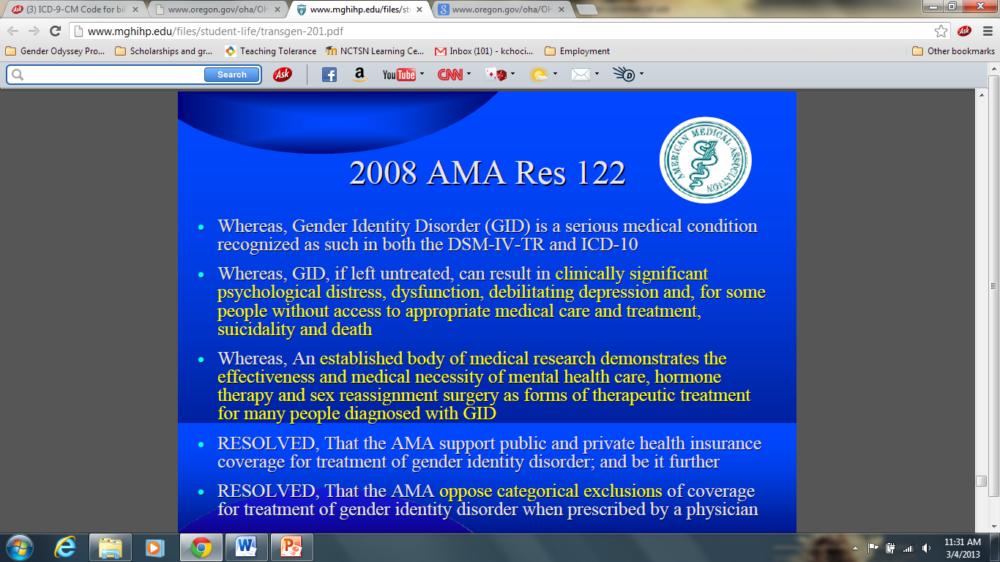 (3) ICD-9-CM Code for bil
www.oregon.gov/oha/OH
www.mghihp.edu/files/st
www.oregon.gov/oha/OH
www.mghihp.edu/files/student-life/transgen-201.pdf
Ask
Gender Odyssey Pro...
Scholarships and gr...
Teaching Tolerance
NCTSN Learning Ce...
Inbox (101) - kchoci...
Employment
Other bookmarks
Search
Ask
YouTube
CNN
D
2008 AMA Res 122
AMERICAN MEDICAL ASSOCIATION
• Whereas, Gender Identity Disorder (GID) is a serious medical condition
recognized as such in both the DSM-IV-TR and ICD-10
• Whereas, GID, if left untreated, can result in clinically significant
psychological distress, dysfunction, debilitating depression and, for some
people without access to appropriate medical care and treatment,
suicidality and death
• Whereas, An established body of medical research demonstrates the
effectiveness and medical necessity of mental health care, hormone
therapy and sex reassignment surgery as forms of therapeutic treatment
for many people diagnosed with GID
• RESOLVED, That the AMA support public and private health insurance
coverage for treatment of gender identity disorder; and be it further
• RESOLVED, That the AMA oppose categorical exclusions of coverage
for treatment of gender identity disorder when prescribed by a physician
11:31 AM
3/4/2013